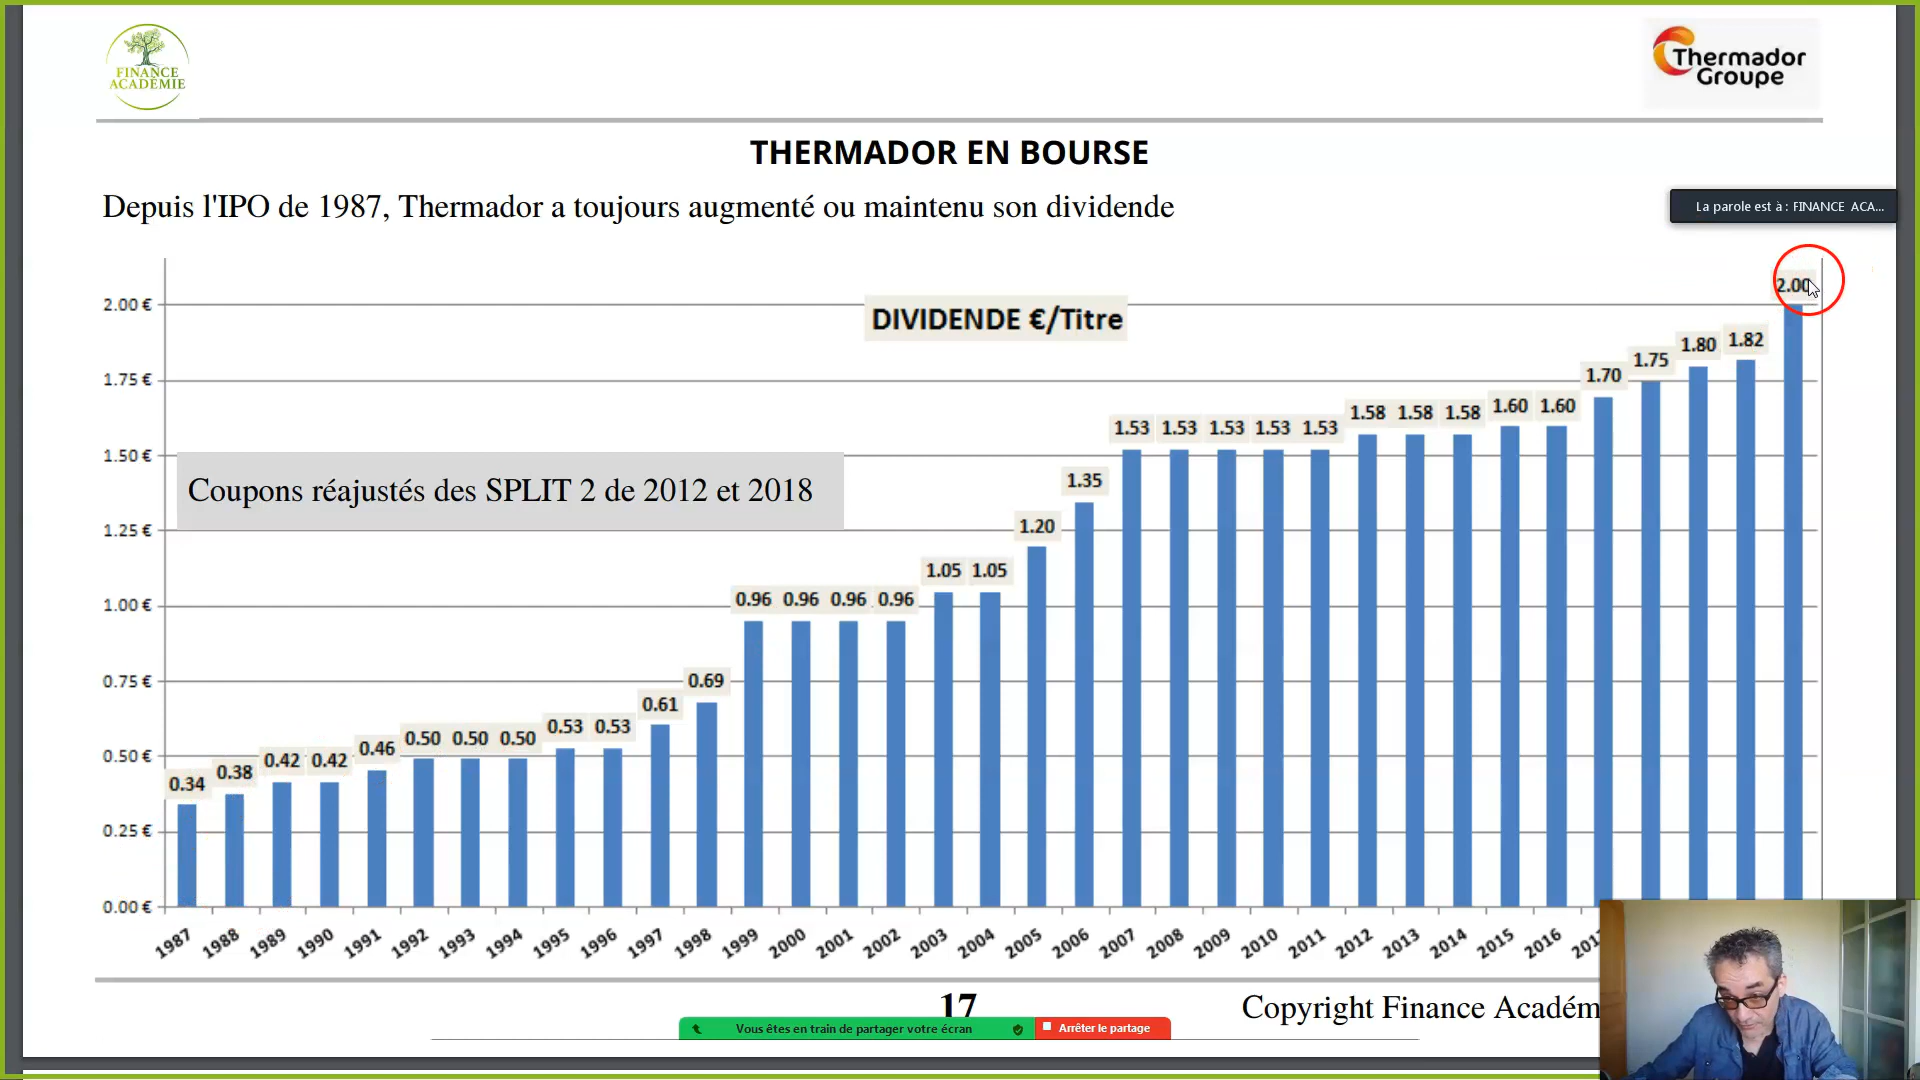 FINANCE
ACADÉMIE
Thermador
Groupe
THERMADOR EN BOURSE
Depuis l'IPO de 1987, Thermador a toujours augmenté ou maintenu son dividende
La parole est à : FINANCE ACA...
DIVIDENDE €/Titre
Coupons réajustés des SPLIT 2 de 2012 et 2018
2.00 €
1.75 €
1.50 €
1.25 €
1.00 €
0.75 €
0.50 €
0.25 €
0.00 €
0.34 0.38 0.42 0.42 0.46 0.50 0.50 0.50 0.53 0.53 0.61 0.69 0.96 0.96 0.96 0.96 1.05 1.05 1.20 1.35 1.53 1.53 1.53 1.53 1.53 1.58 1.58 1.58 1.60 1.60 1.70 1.75 1.80 1.82 2.00
1987 1988 1989 1990 1991 1992 1993 1994 1995 1996 1997 1998 1999 2000 2001 2002 2003 2004 2005 2006 2007 2008 2009 2010 2011 2012 2013 2014 2015 2016
17
Copyright Finance Académ
Vous êtes en train de partager votre écran
Arrêter le partage